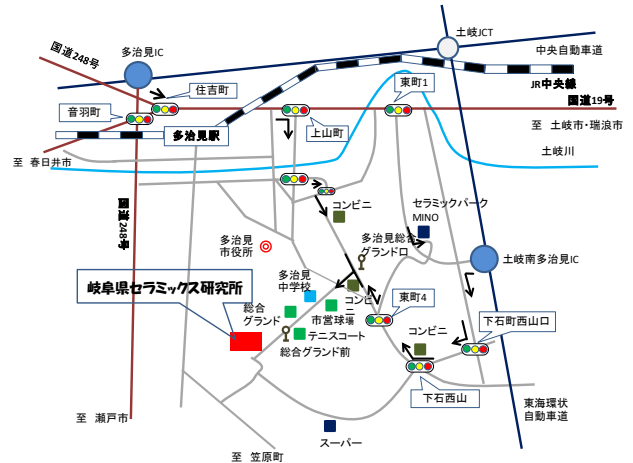 国道248号
多治見IC
土岐JCT
中央自動車道
住吉町
東町1
JR中央線
音羽町
国道19号
多治見駅
上山町
至 土岐市・瑞浪市
至 春日井市
土岐川
国道248号
コンビニ
セラミックパーク
MINO
多治見
市役所
多治見総合
グランド口
土岐南多治見IC
岐阜県セラミックス研究所
多治見
中学校
コンビ
ニ
東町4
総合
グランド
市営球場
コンビニ
下石町西山口
テニスコート
総合グランド前
下石西山
至 瀬戸市
東海環状
自動車道
スーパー
至 笠原町